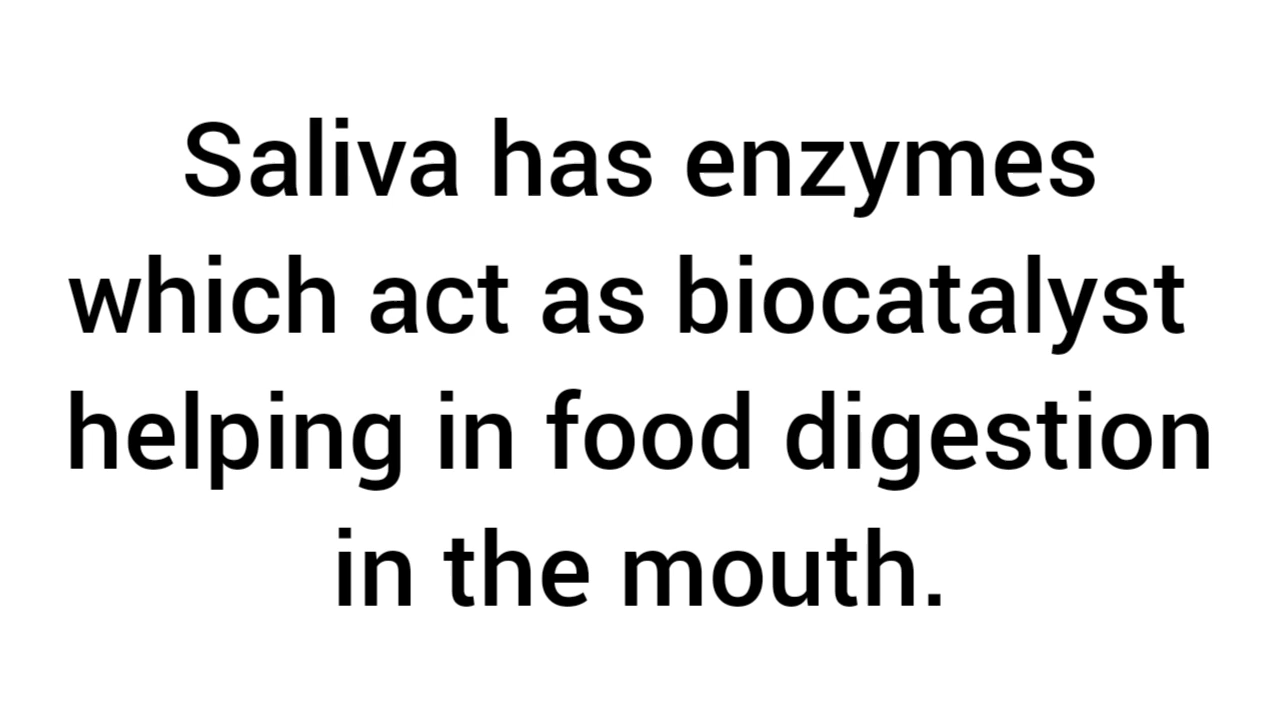 Saliva has enzymes
which act as biocatalyst
helping in food digestion
in the mouth.